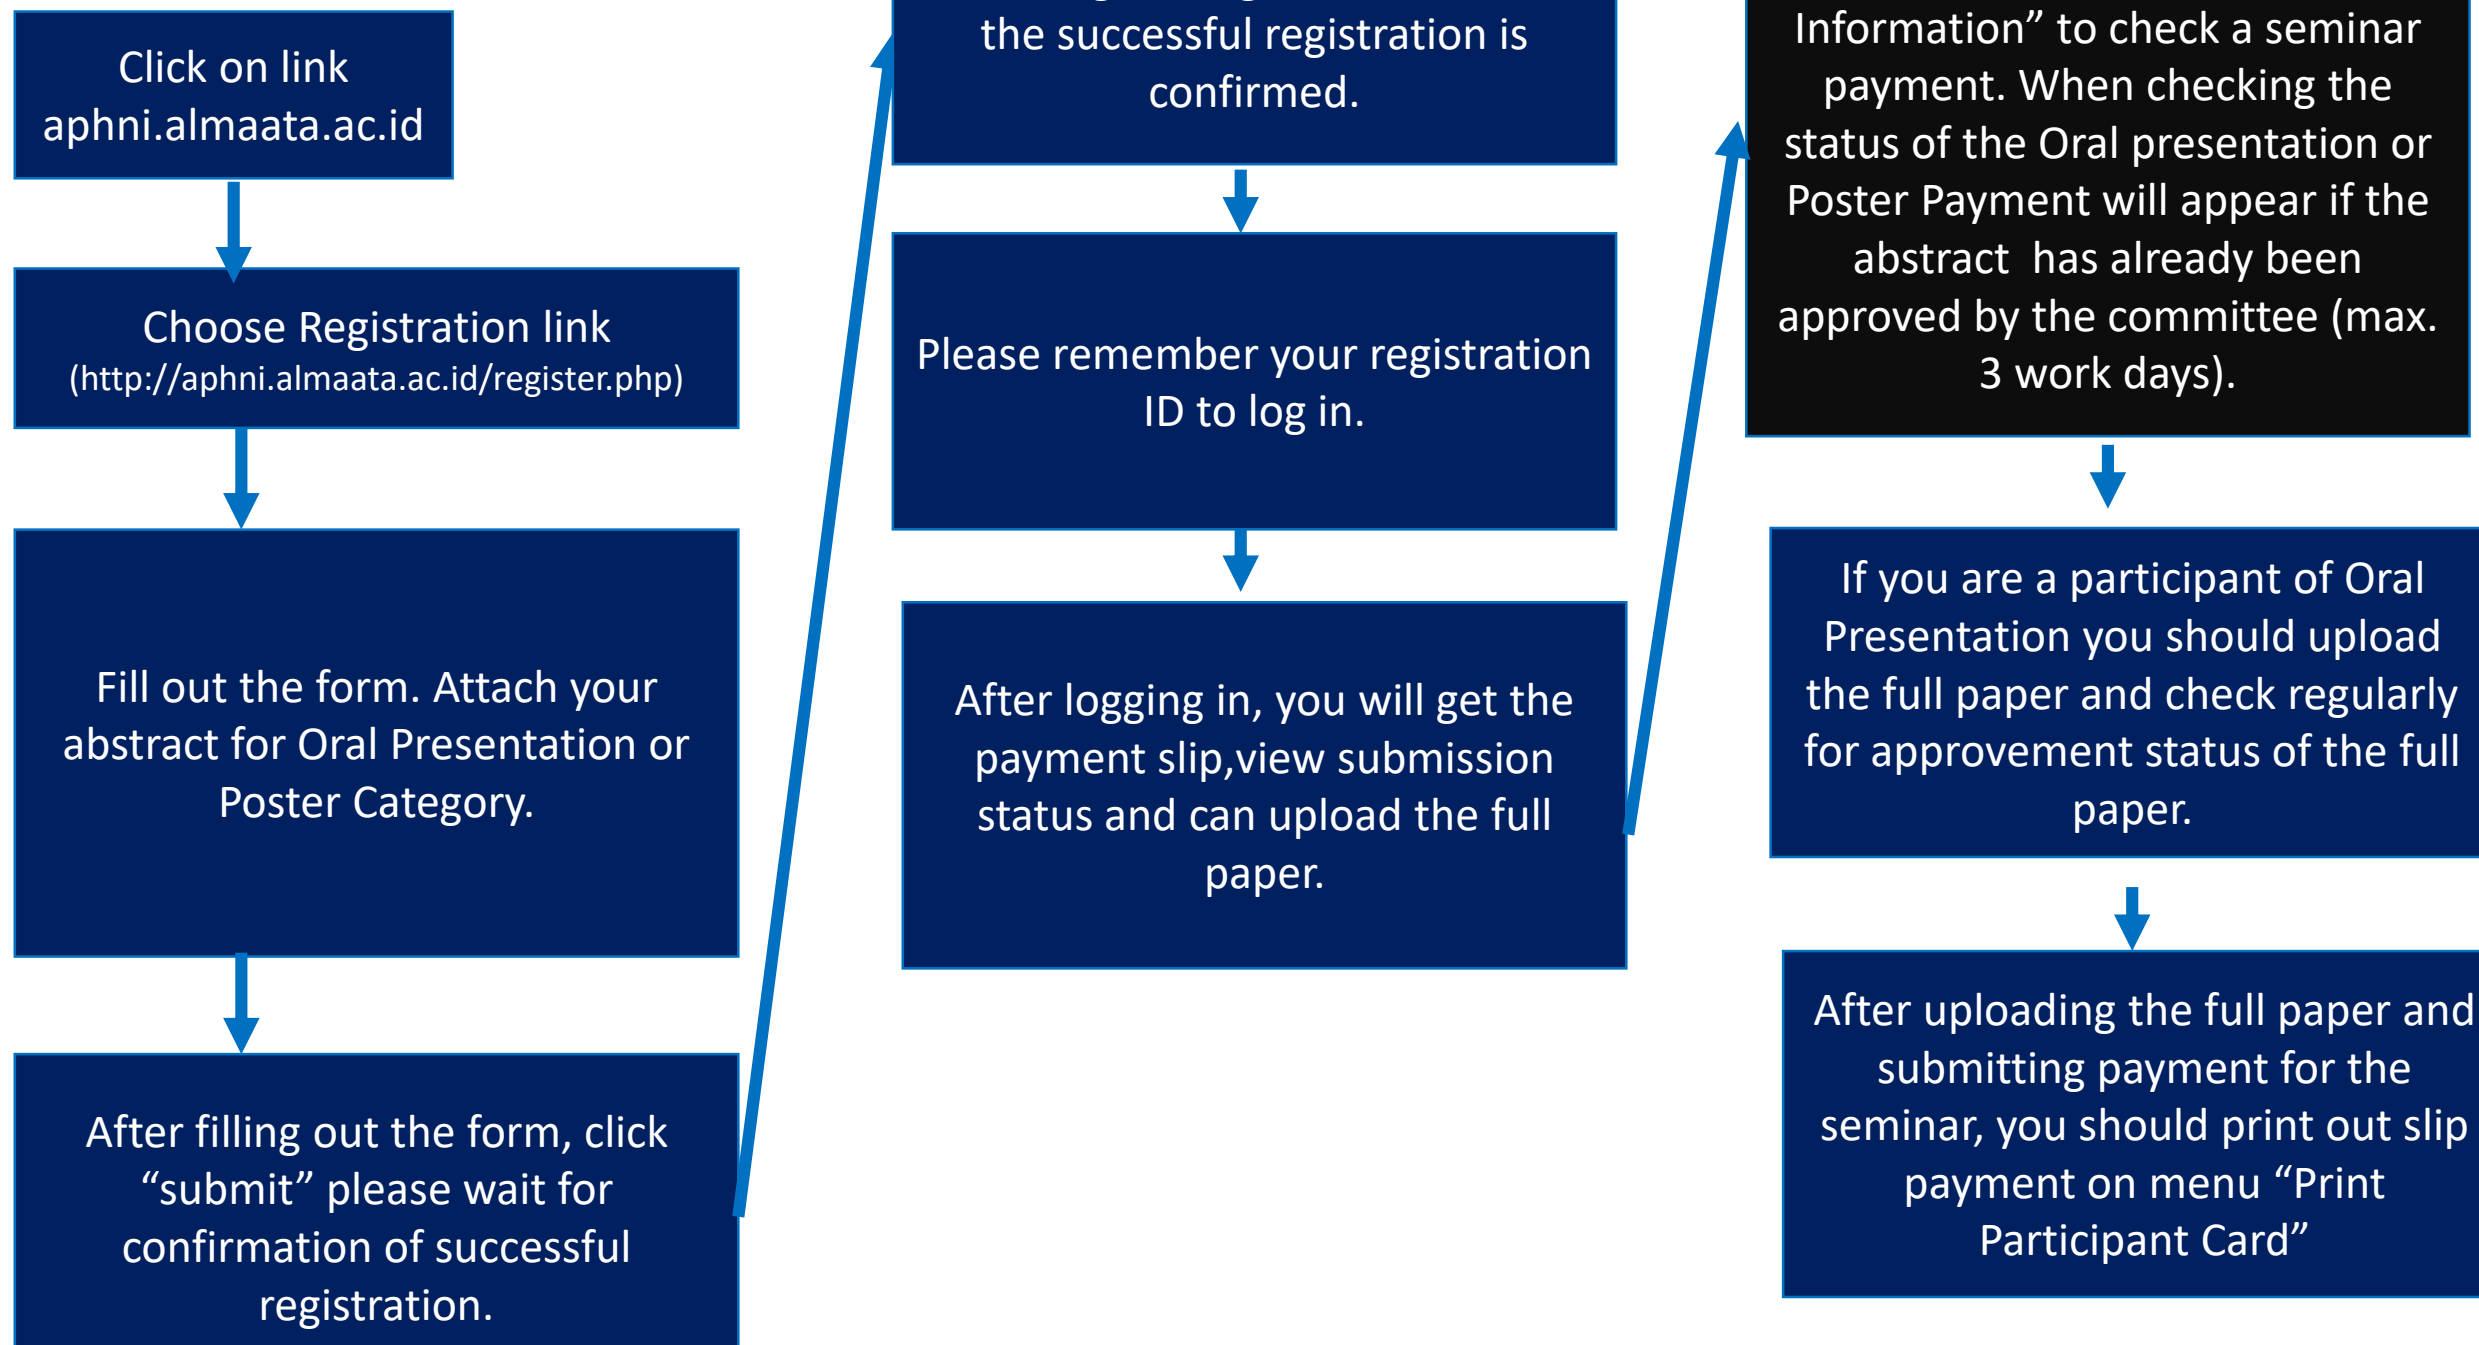 Click on link
aphni.almaata.ac.id
Choose Registration link
(http://aphni.almaata.ac.id/register.php)
Fill out the form. Attach your
abstract for Oral Presentation or
Poster Category.
After filling out the form, click
“submit” please wait for
confirmation of successful
registration.
the successful registration is
confirmed.
Please remember your registration
ID to log in.
After logging in, you will get the
payment slip,view submission
status and can upload the full
paper.
Information” to check a seminar
payment. When checking the
status of the Oral presentation or
Poster Payment will appear if the
abstract  has already been
approved by the committee (max.
3 work days).
If you are a participant of Oral
Presentation you should upload
the full paper and check regularly
for approvement status of the full
paper.
After uploading the full paper and
submitting payment for the
seminar, you should print out slip
payment on menu “Print
Participant Card”